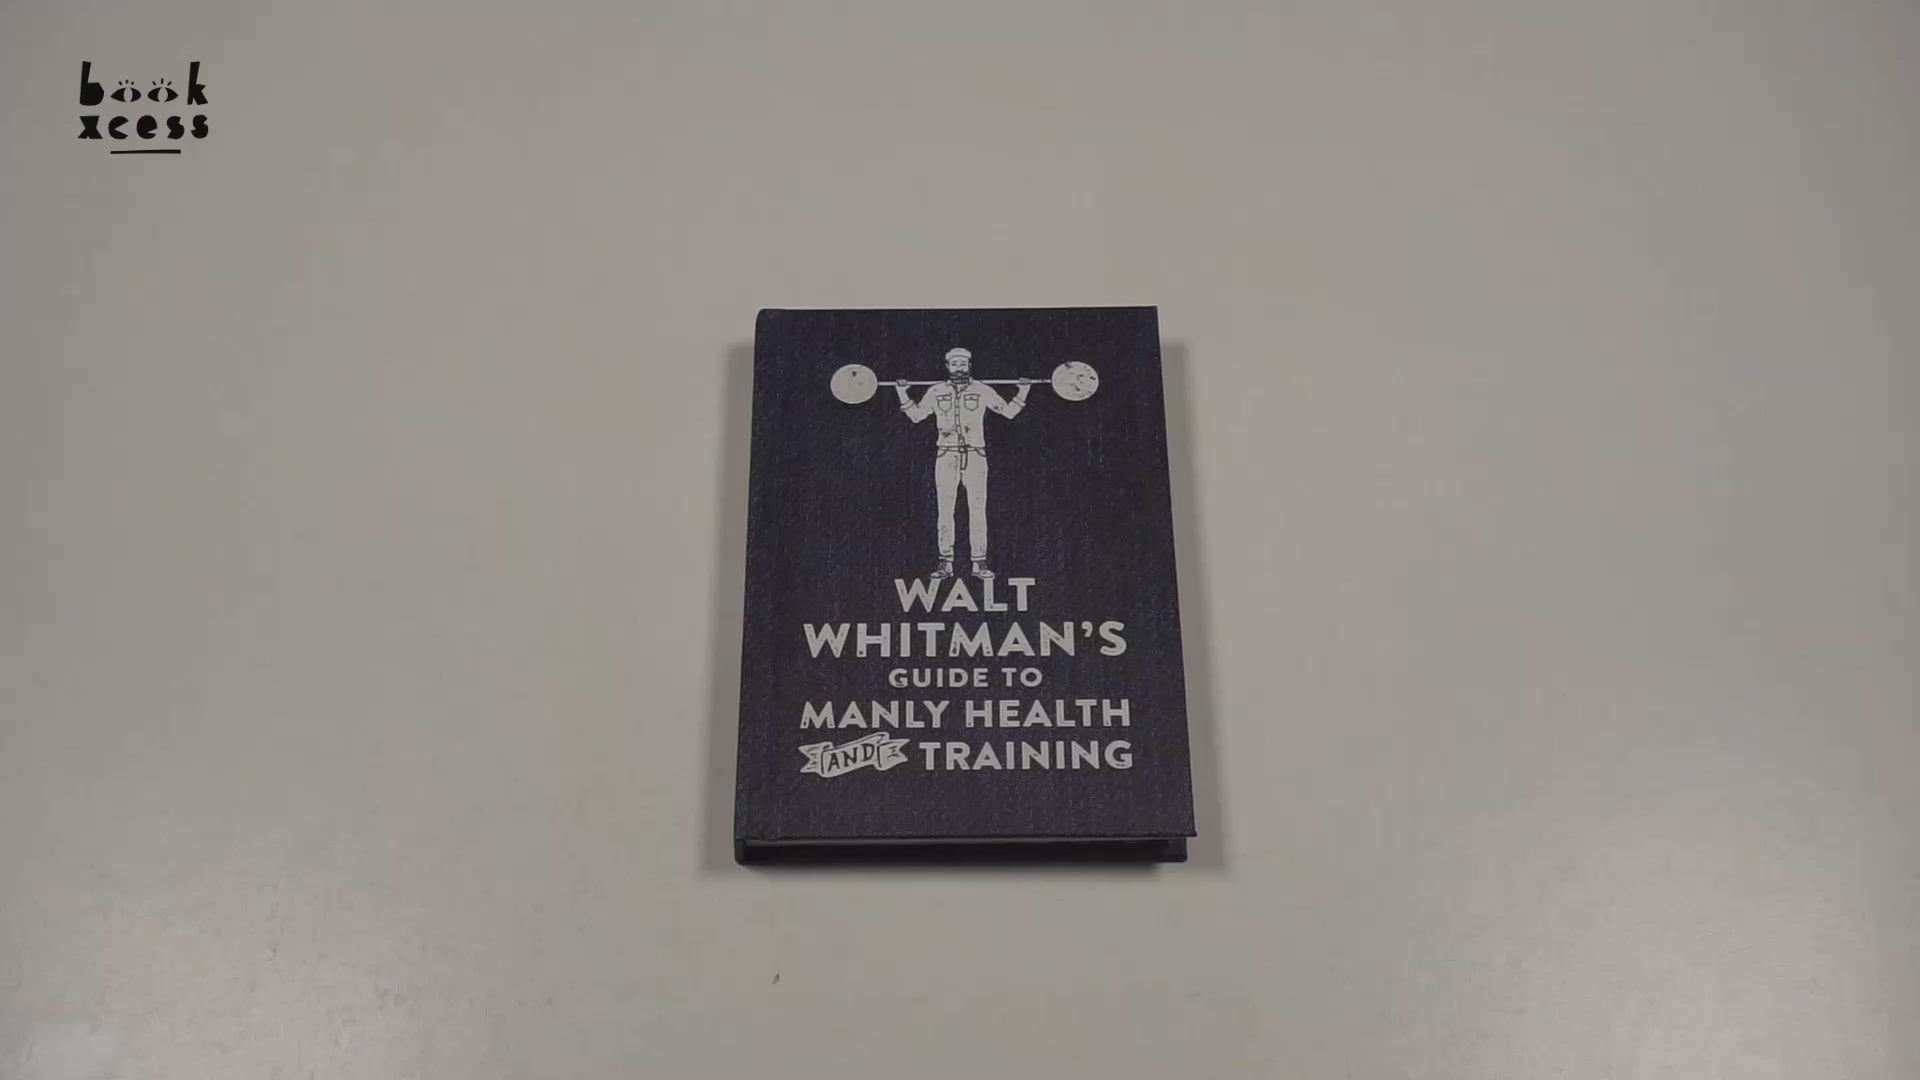 book
xcess
WALT
WHITMAN'S
GUIDE TO
MANLY HEALTH
AND TRAINING